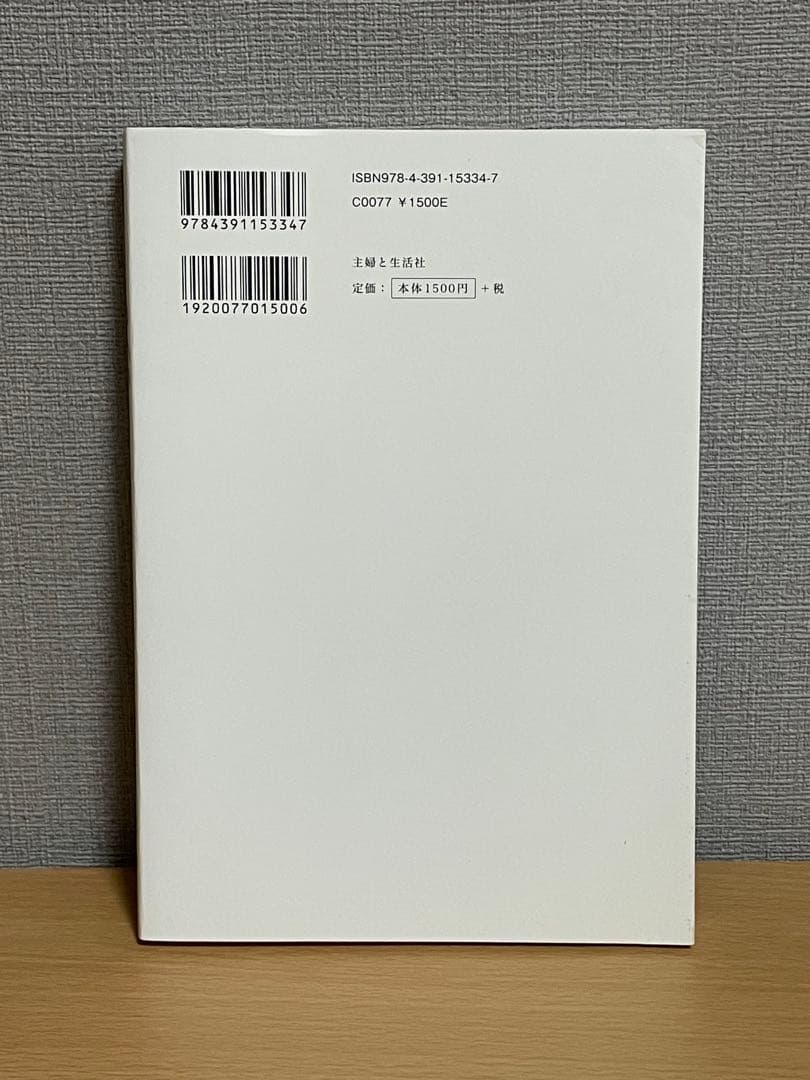 ISBN978-4-391-15334-7
C0077 ¥1500E
9784391153347
主婦と生活社
定価： 本体1500円 ＋税
1920077015006